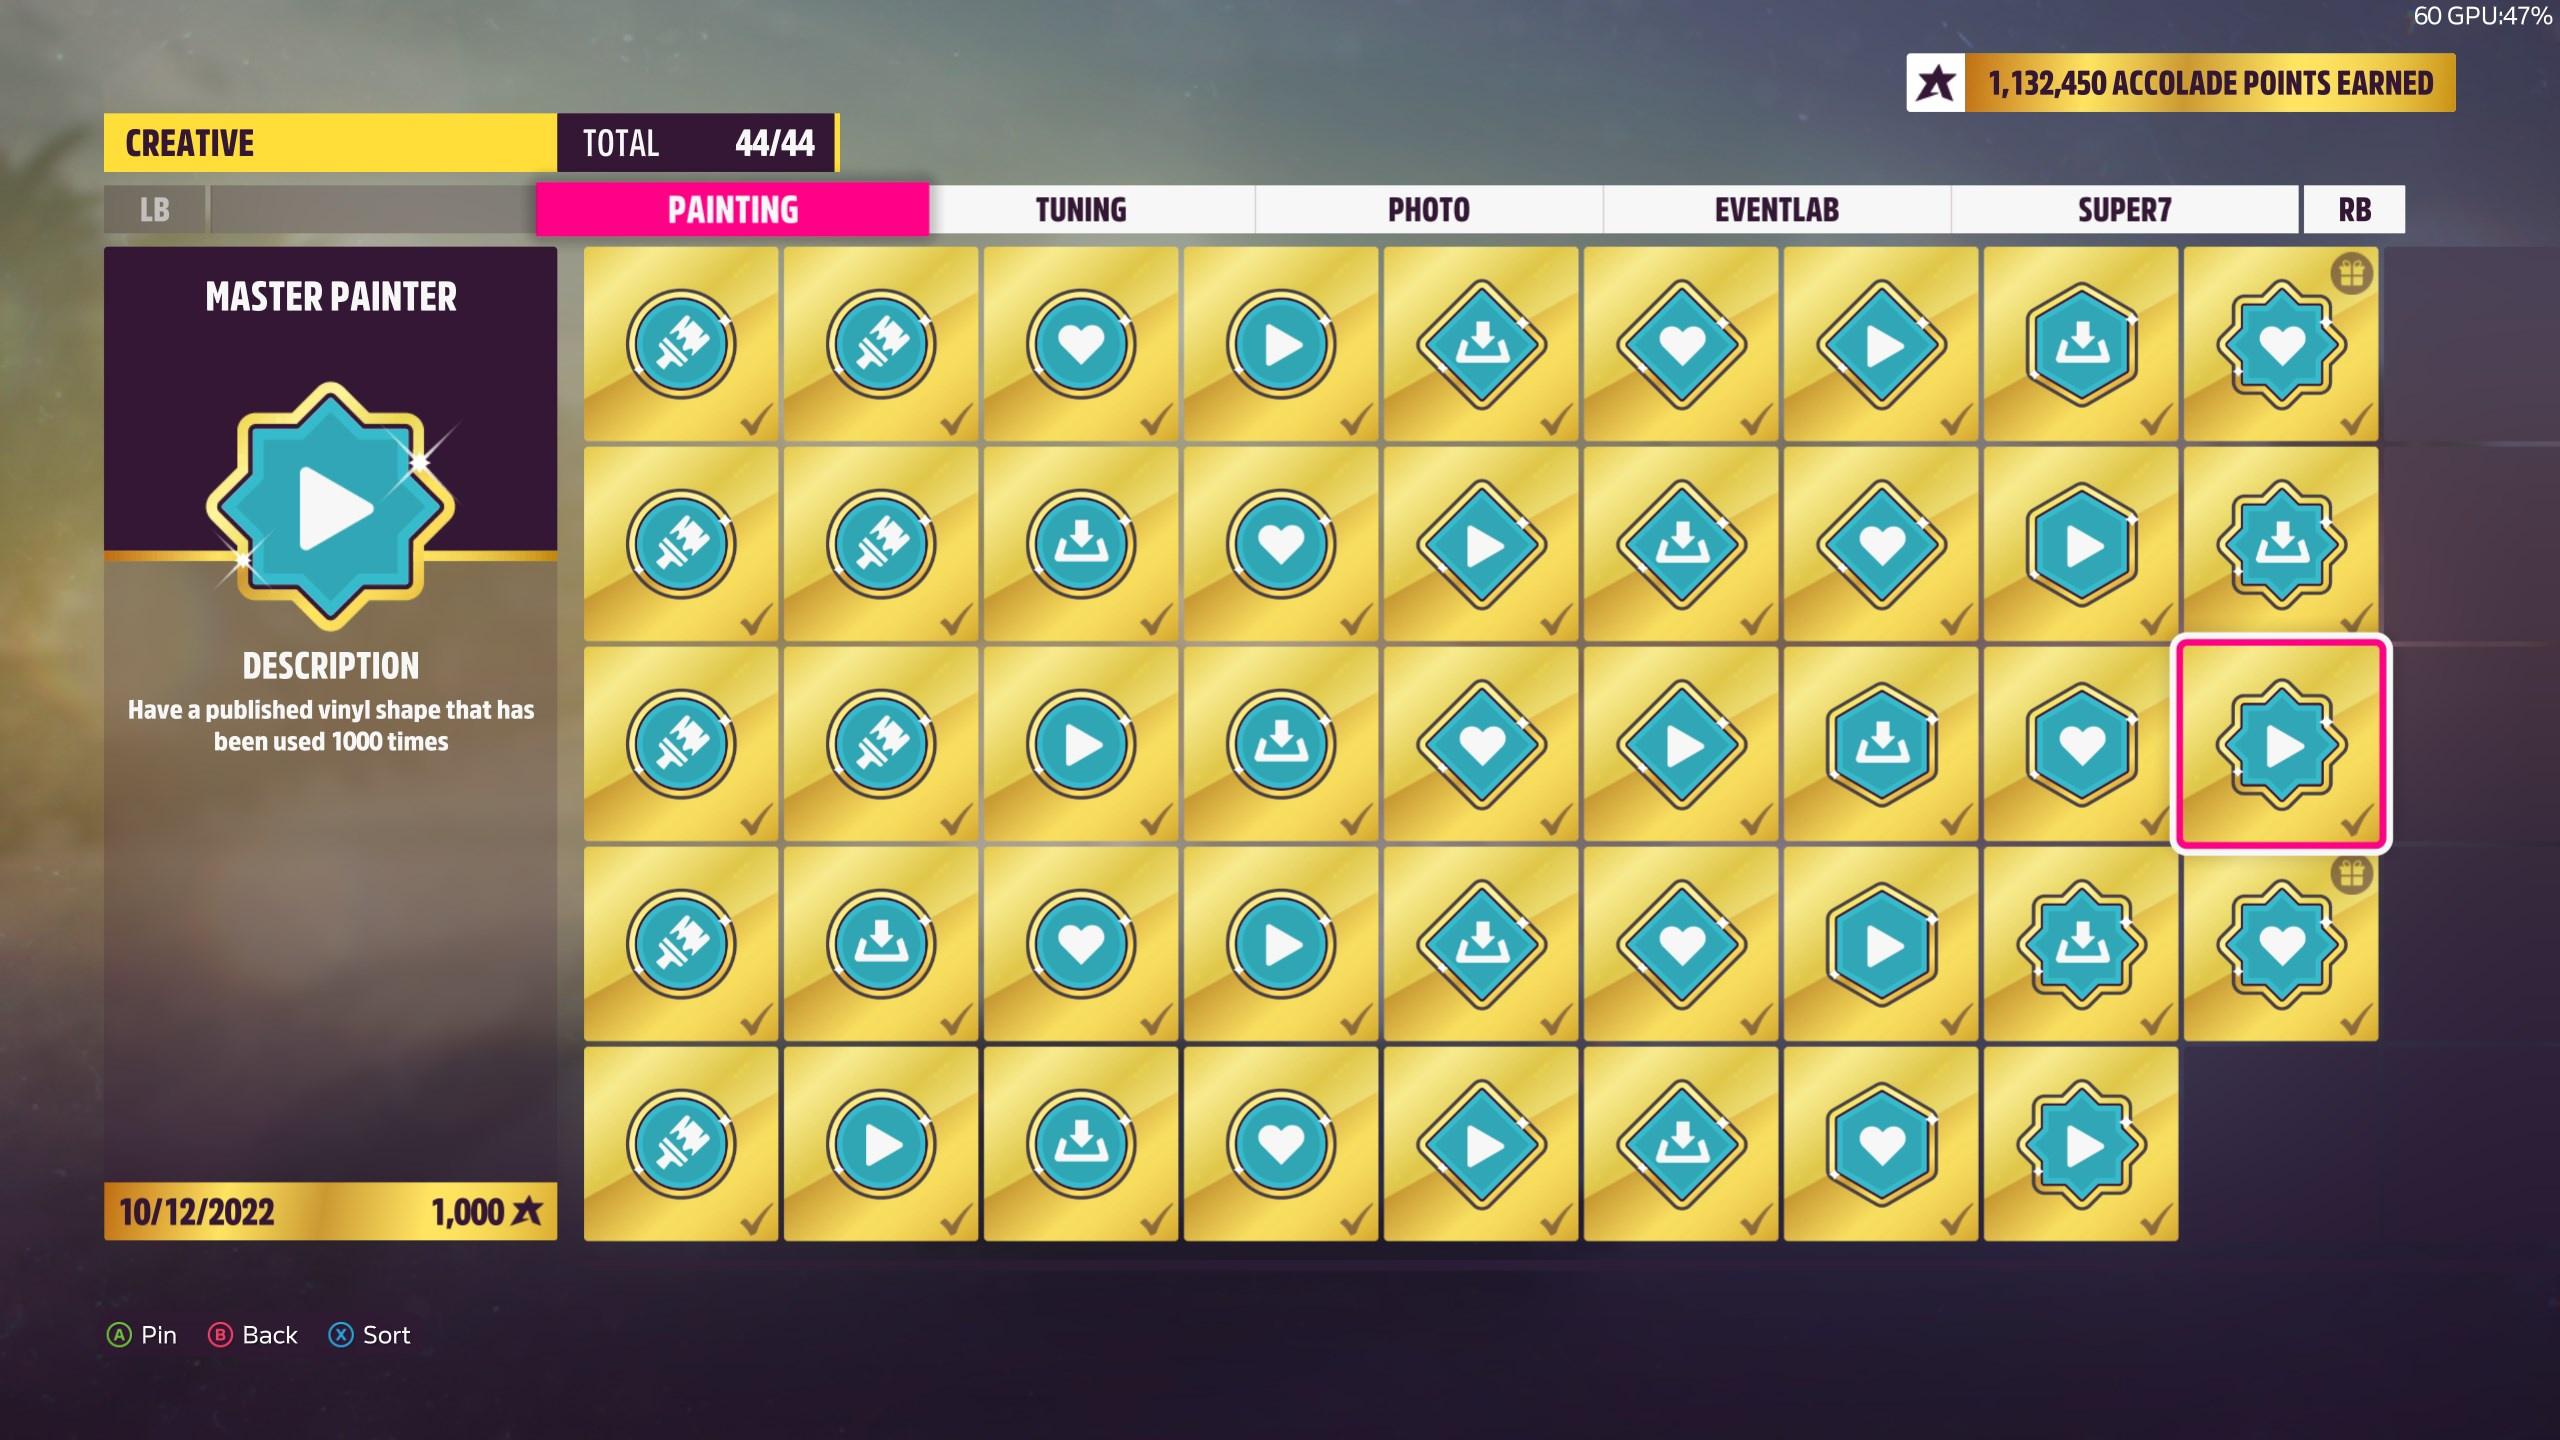 60 GPU:47%
1,132,450 ACCOLADE POINTS EARNED
CREATIVE
TOTAL 44/44
LB
PAINTING
TUNING
PHOTO
EVENTLAB
SUPER7
RB
MASTER PAINTER
DESCRIPTION
Have a published vinyl shape that has
been used 1000 times
10/12/2022
1,000
A Pin
B Back
X Sort